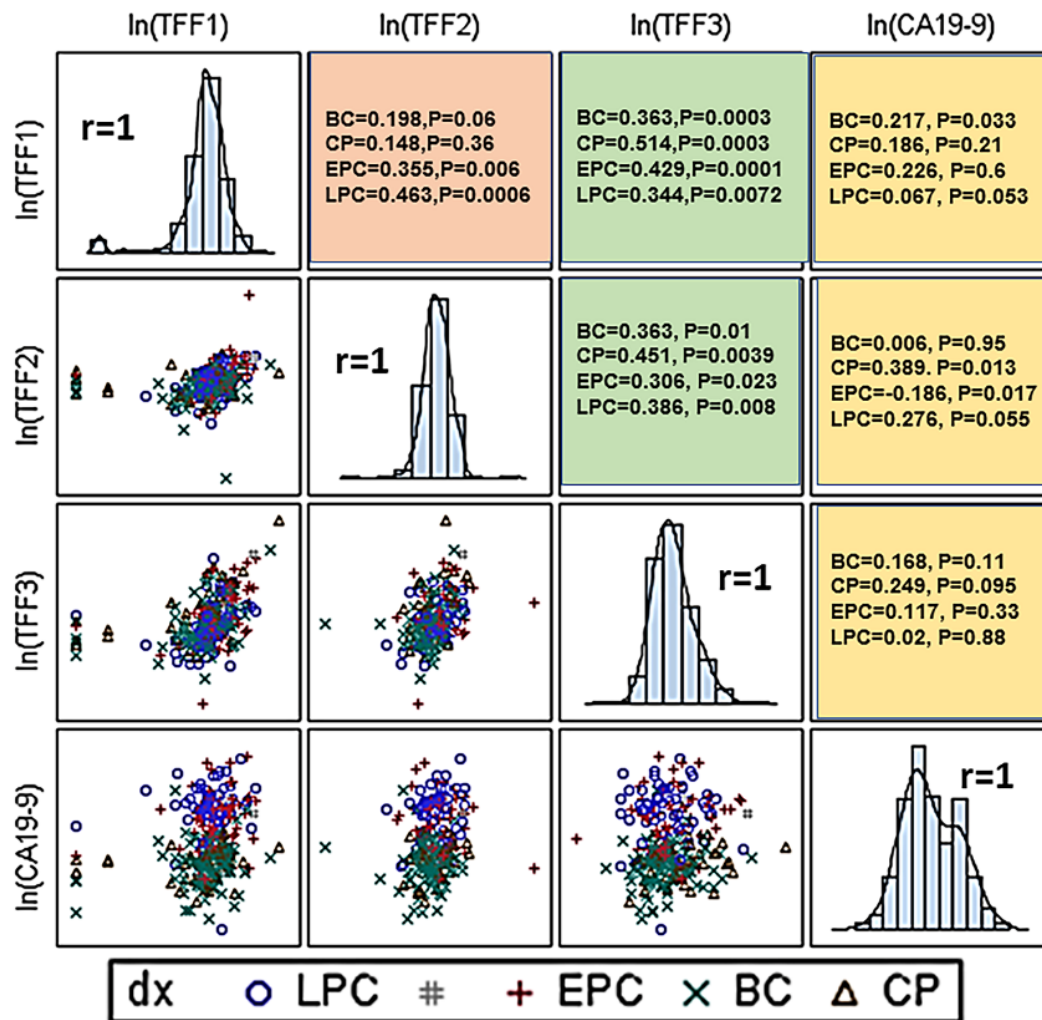 ln(TFF1) ln(TFF2) ln(TFF3) ln(CA19-9)
ln(TFF1)
r=1
BC=0.198,P=0.06
CP=0.148,P=0.36
EPC=0.355,P=0.006
LPC=0.463,P=0.0006
BC=0.363,P=0.0003
CP=0.514,P=0.0003
EPC=0.429,P=0.0001
LPC=0.344,P=0.0072
BC=0.217, P=0.033
CP=0.186, P=0.21
EPC=0.226, P=0.6
LPC=0.067, P=0.053
ln(TFF2)
r=1
BC=0.363, P=0.01
CP=0.451, P=0.0039
EPC=0.306, P=0.023
LPC=0.386, P=0.008
BC=0.006, P=0.95
CP=0.389. P=0.013
EPC=-0.186, P=0.017
LPC=0.276, P=0.055
ln(TFF3)
r=1
BC=0.168, P=0.11
CP=0.249, P=0.095
EPC=0.117, P=0.33
LPC=0.02, P=0.88
ln(CA19-9)
r=1
dx LPC # EPC BC CP